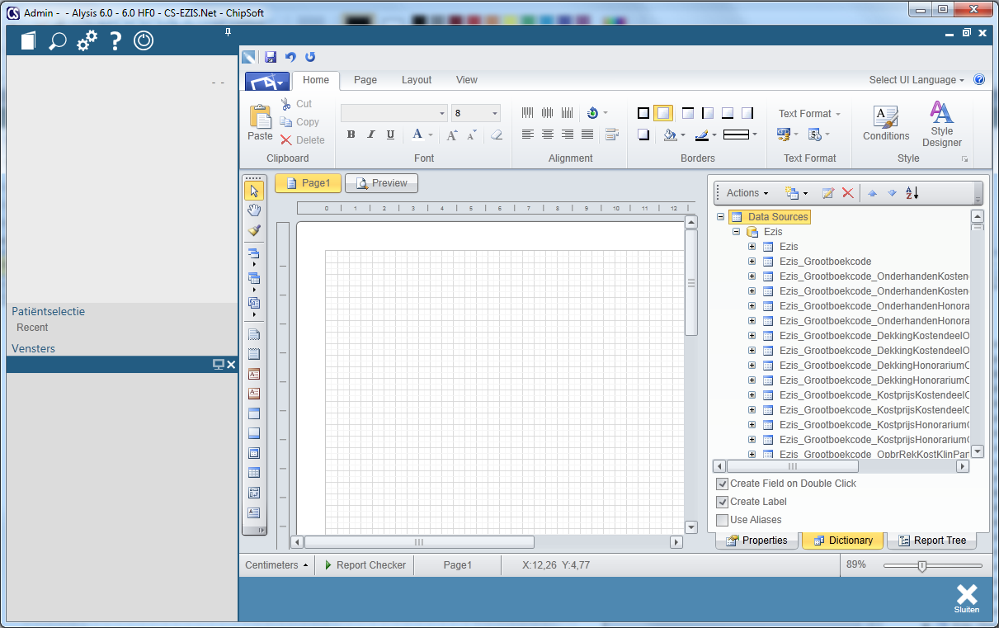 Admin -  - Alysis 6.0 - 6.0 HF0 - CS-EZIS.Net - ChipSoft
- -
Patiëntselectie
Recent
Vensters
Home
Page
Layout
View
Select UI Language
Paste
Cut
Copy
Delete
Clipboard
8
B I U
A
A A
Font
Alignment
Borders
Text Format
Text Format
Conditions
Style
Designer
Style
Page1
Preview
0 1 2 3 4 5 6 7 8 9 10 11 12
Actions
Data Sources
Ezis
Ezis
Ezis_Grootboekcode
Ezis_Grootboekcode_OnderhandenKosten
Ezis_Grootboekcode_OnderhandenKosten
Ezis_Grootboekcode_OnderhandenHonora
Ezis_Grootboekcode_OnderhandenHonora
Ezis_Grootboekcode_DekkingKostendeelO
Ezis_Grootboekcode_DekkingKostendeelO
Ezis_Grootboekcode_DekkingHonorariumO
Ezis_Grootboekcode_DekkingHonorariumO
Ezis_Grootboekcode_KostprijsKostendeelO
Ezis_Grootboekcode_KostprijsKostendeelO
Ezis_Grootboekcode_KostprijsHonorariumO
Ezis_Grootboekcode_KostprijsHonorariumO
Ezis_Grootboekcode_OpbrRekKostKlinPar
Create Field on Double Click
Create Label
Use Aliases
Properties
Dictionary
Report Tree
Centimeters
Report Checker
Page1
X:12,26 Y:4,77
89%
Sluiten